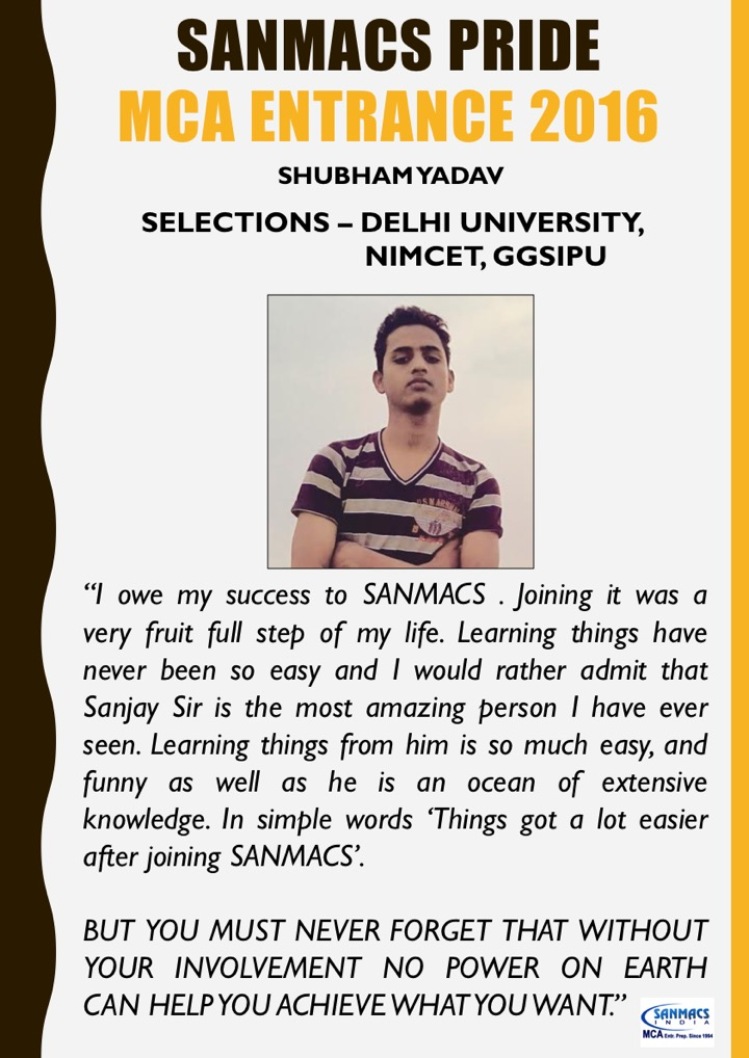 SANMACS PRIDE
MCA ENTRANCE 2016
SHUBHAM YADAV
SELECTIONS – DELHI UNIVERSITY,
NIMCET, GGSIPU
“I owe my success to SANMACS . Joining it was a
very fruit full step of my life. Learning things have
never been so easy and I would rather admit that
Sanjay Sir is the most amazing person I have ever
seen. Learning things from him is so much easy, and
funny as well as he is an ocean of extensive
knowledge. In simple words ‘Things got a lot easier
after joining SANMACS’.
BUT YOU MUST NEVER FORGET THAT WITHOUT
YOUR INVOLVEMENT NO POWER ON EARTH
CAN HELP YOU ACHIEVE WHAT YOU WANT.”
SANMACS
INDIA
MCA Entr. Prep. Since 1994